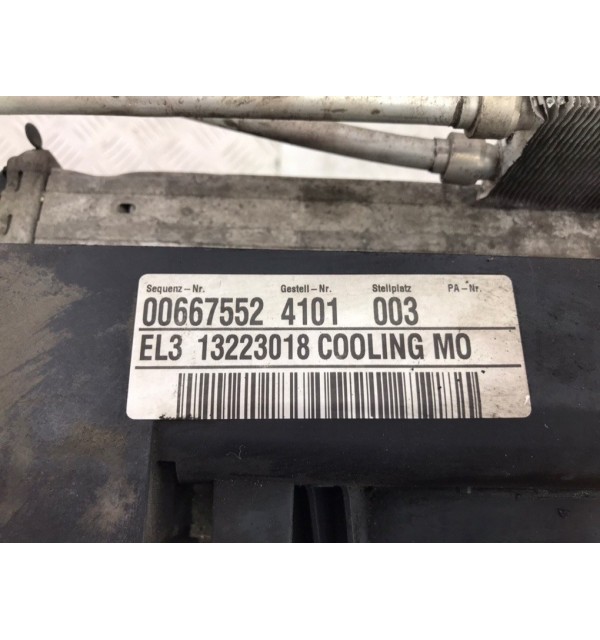 Sequenz-Nr. Gestell-Nr. Stellplatz PA-Nr.
00667552 4101 003
EL3 13223018 COOLING MO